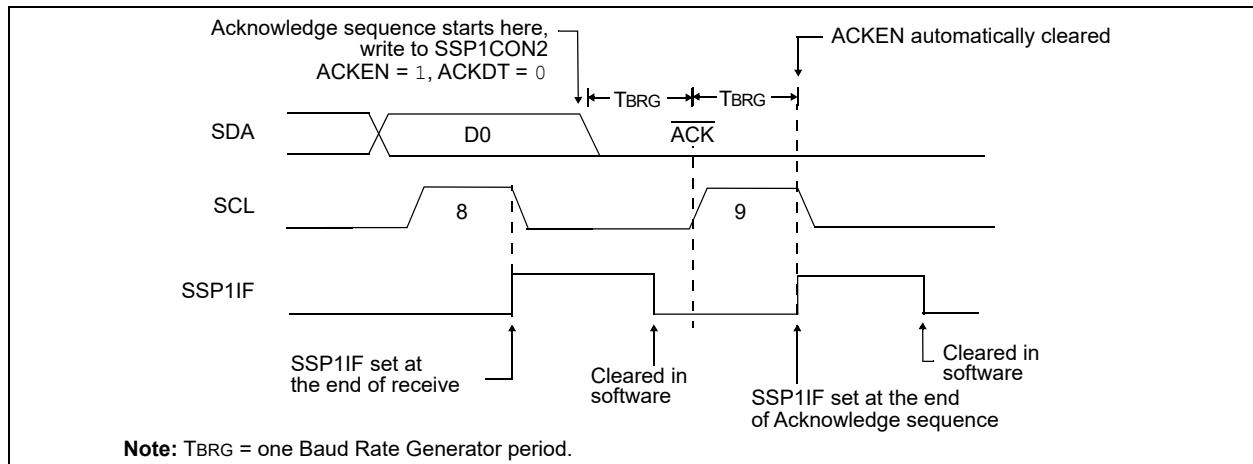 Acknowledge sequence starts here,
write to SSP1CON2
ACKEN = 1, ACKDT = 0
ACKEN automatically cleared
TBRG
TBRG
SDA
D0
ACK
SCL
8
9
SSP1IF
SSP1IF set at
the end of receive
Cleared in
software
SSP1IF set at the end
of Acknowledge sequence
Cleared in
software
Note: TBRG = one Baud Rate Generator period.